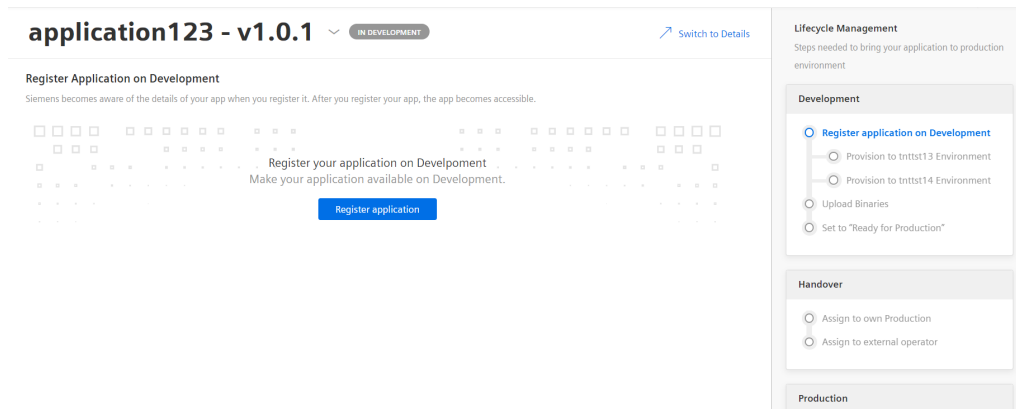 application123 - v1.0.1
IN DEVELOPMENT
Switch to Details
Register Application on Development
Siemens becomes aware of the details of your app when you register it. After you register your app, the app becomes accessible.
Register your application on Develpoment
Make your application available on Development.
Register application
Lifecycle Management
Steps needed to bring your application to production
environment
Development
Register application on Development
Provision to tnttst13 Environment
Provision to tnttst14 Environment
Upload Binaries
Set to "Ready for Production"
Handover
Assign to own Production
Assign to external operator
Production